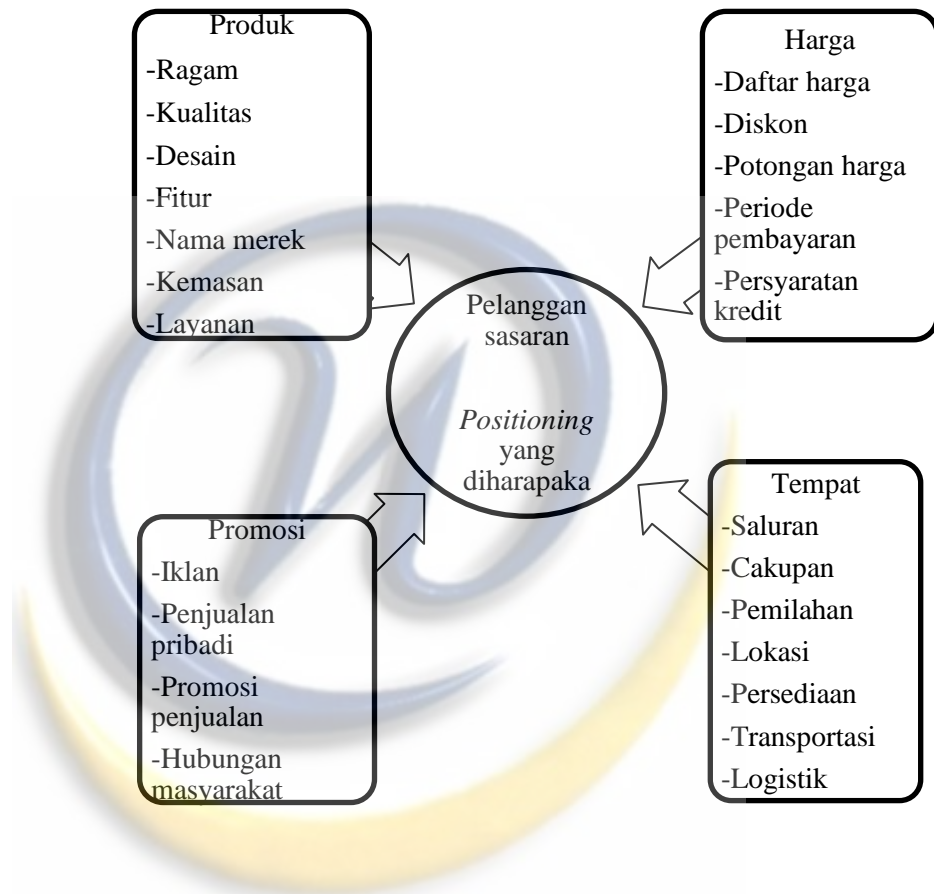 Produk
-Ragam
-Kualitas
-Desain
-Fitur
-Nama merek
-Kemasan
-Layanan
Harga
-Daftar harga
-Diskon
-Potongan harga
-Periode
pembayaran
-Persyaratan
kredit
Pelanggan
sasaran
Positioning
yang
diharapaka
Promosi
-Iklan
-Penjualan
pribadi
-Promosi
penjualan
-Hubungan
masyarakat
Tempat
-Saluran
-Cakupan
-Pemilahan
-Lokasi
-Persediaan
-Transportasi
-Logistik